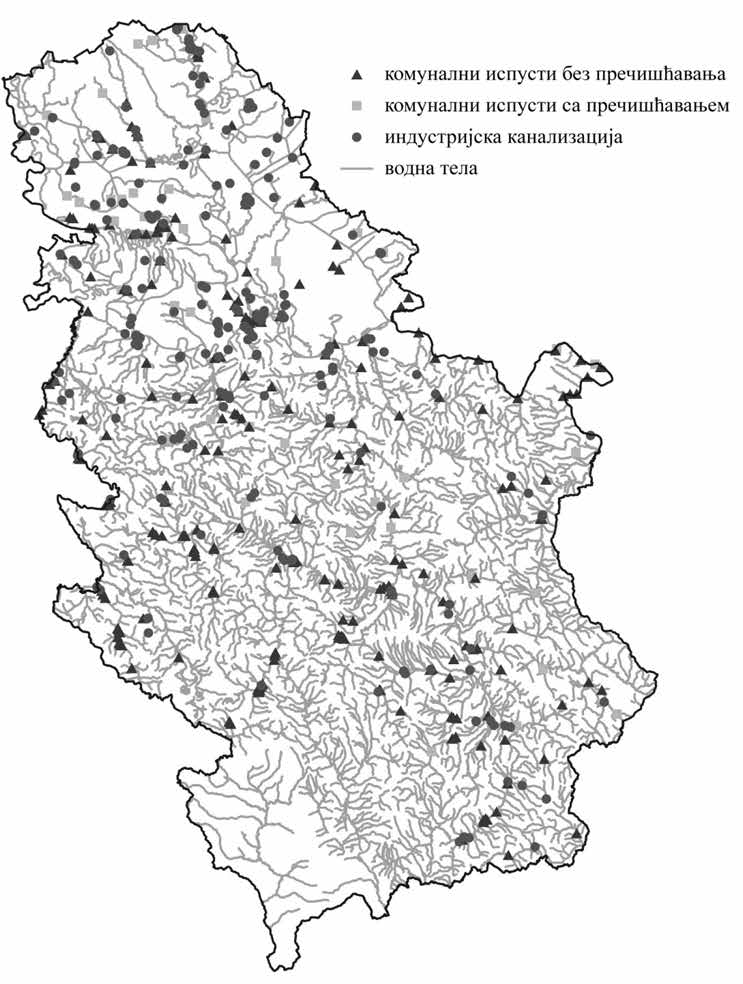 комунални испусти без пречишћавања
комунални испусти са пречишћавањем
индустријска канализација
водна тела